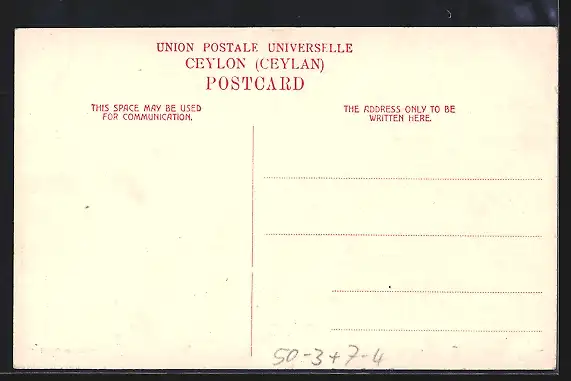 UNION POSTALE UNIVERSELLE
CEYLON (CEYLAN)
POSTCARD
THIS SPACE MAY BE USED
FOR COMMUNICATION.
THE ADDRESS ONLY TO BE
WRITTEN HERE.
50-3+7-4